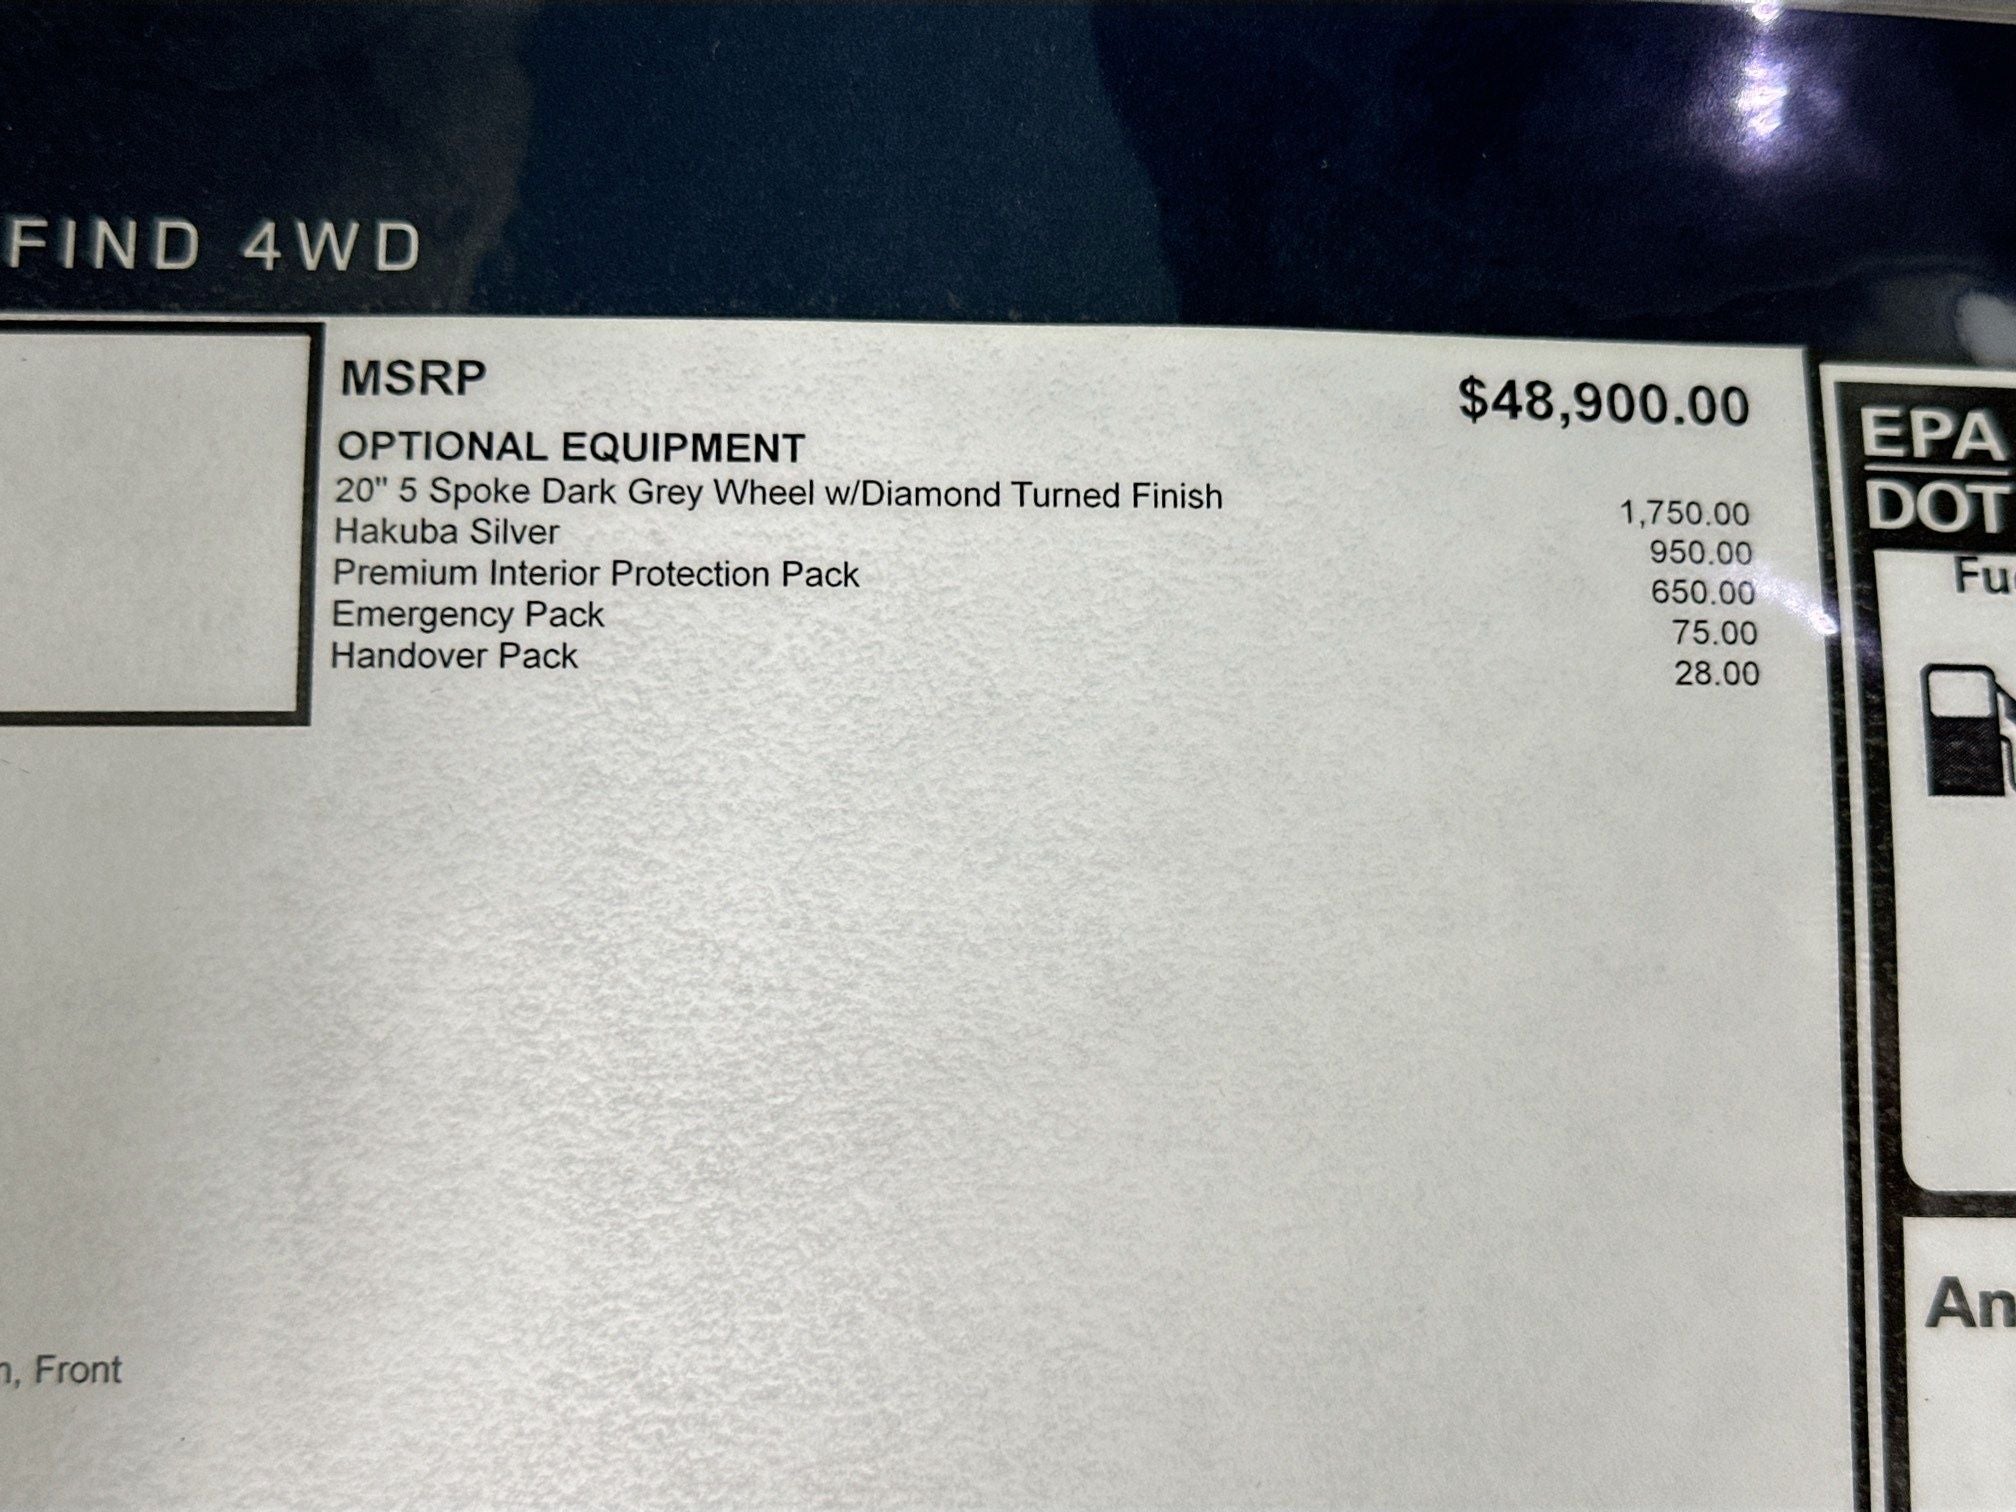 FIND 4WD
MSRP $48,900.00
OPTIONAL EQUIPMENT
20" 5 Spoke Dark Grey Wheel w/Diamond Turned Finish 1,750.00
Hakuba Silver 950.00
Premium Interior Protection Pack 650.00
Emergency Pack 75.00
Handover Pack 28.00
EPA
DOT
Fu
An
, Front